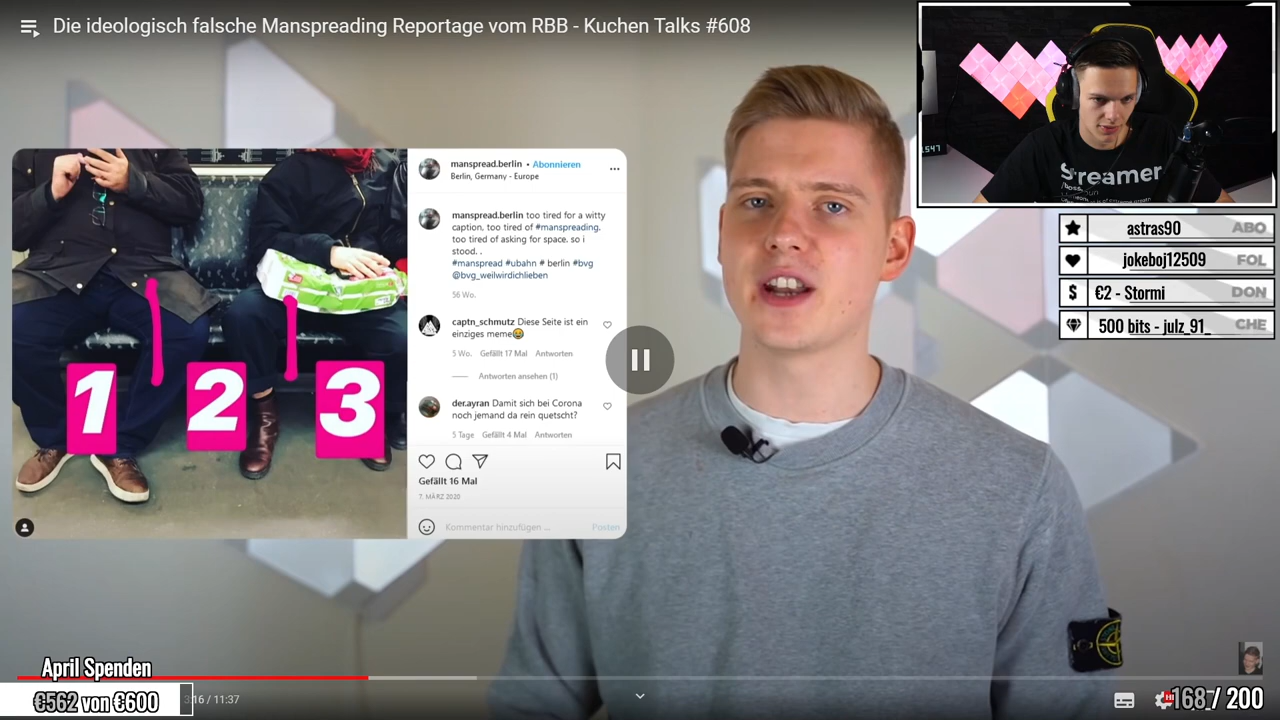 Die ideologisch falsche Manspreading Reportage vom RBB - Kuchen Talks #608
manspread.berlin • Abonnieren
Berlin, Germany - Europe
manspread.berlin too tired for a witty
caption. too tired of #manspreading.
too tired of asking for space. so i
stood. .
#manspread #ubahn # berlin #bvg
@bvg_weilwirdichlieben
56 Wo.
captn_schmutz Diese Seite ist ein
einziges meme😂
5 Wo. Gefällt 17 Mal Antworten
Antworten ansehen (1)
der.ayran Damit sich bei Corona
noch jemand da rein quetscht?
5 Tage Gefällt 4 Mal Antworten
Gefällt 16 Mal
7. MÄRZ 2020
Kommentar hinzufügen ...
Posten
1 2 3
Streamer
astras90 ABO
jokeboj12509 FOL
$ €2 - Stormi DON
500 bits - julz_91_ CHE
April Spenden
€562 von €600
3:16 / 11:37
168 / 200